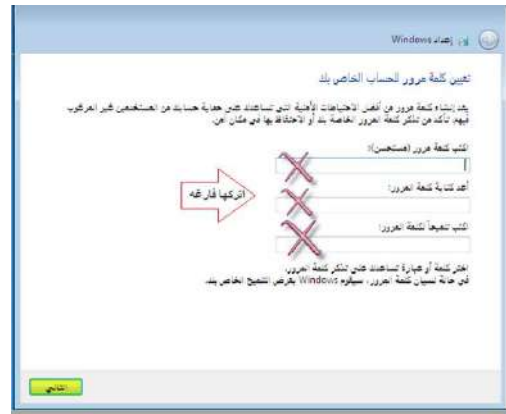 إعداد Windows
تعيين كلمة مرور للحساب الخاص بك
يعد إنشاء كلمة مرور من أفضل الاحتياطات الأمنية التي تساعدك على حماية حسابك من المستخدمين غير المرغوب
فيهم. تأكد من تذكر كلمة المرور الخاصة بك أو الاحتفاظ بها في مكان آمن.
اكتب كلمة مرور (مستحسن):
أعد كتابة كلمة المرور:
اتركها فارغه
اكتب تلميحاً لكلمة المرور:
اختر كلمة أو عبارة تساعدك على تذكر كلمة المرور.
في حالة نسيان كلمة المرور، سيقوم Windows بعرض التلميح الخاص بك.
التالي